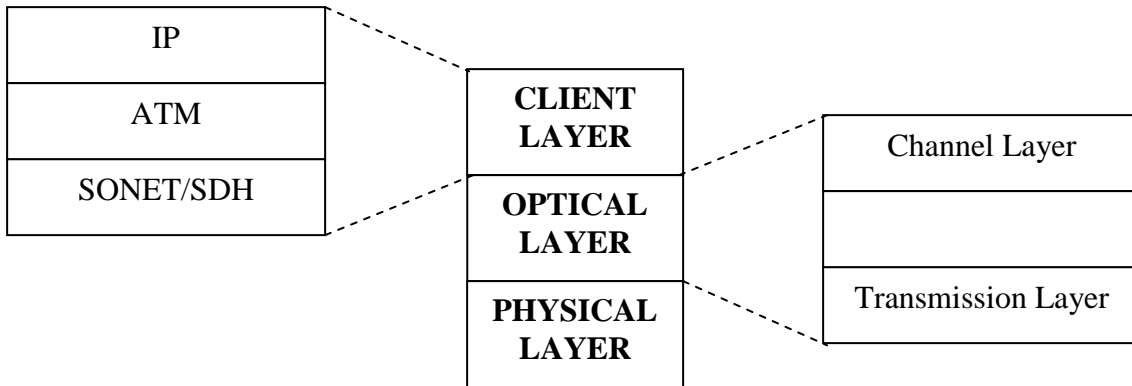 IP
ATM
SONET/SDH
CLIENT
LAYER
OPTICAL
LAYER
PHYSICAL
LAYER
Channel Layer
Transmission Layer